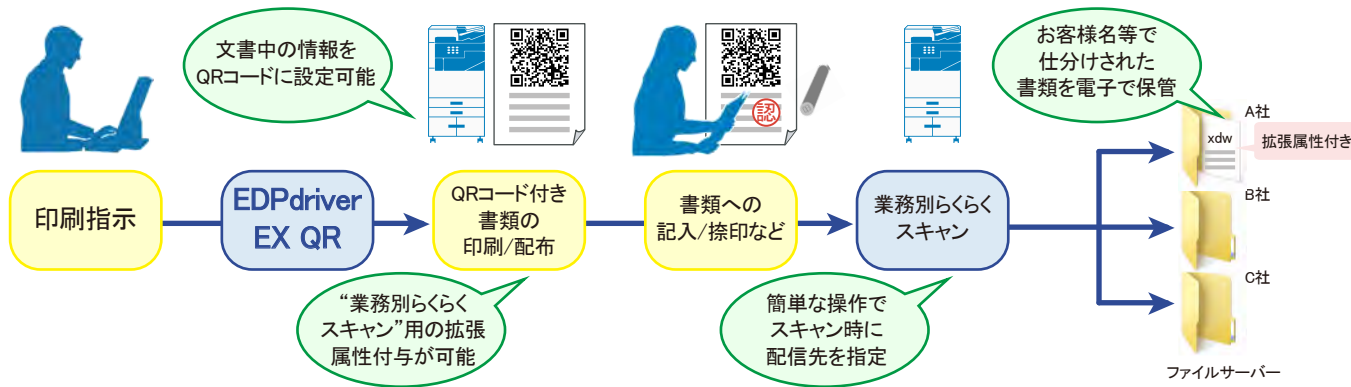 文書中の情報を
QRコードに設定可能
認
お客様名等で
仕分けされた
書類を電子で保管
A社
xdw
拡張属性付き
印刷指示
EDPdriver
EX QR
QRコード付き
書類の
印刷/配布
書類への
記入/捺印など
業務別らくらく
スキャン
B社
C社
“業務別らくらく
スキャン”用の拡張
属性付与が可能
簡単な操作で
スキャン時に
配信先を指定
ファイルサーバー